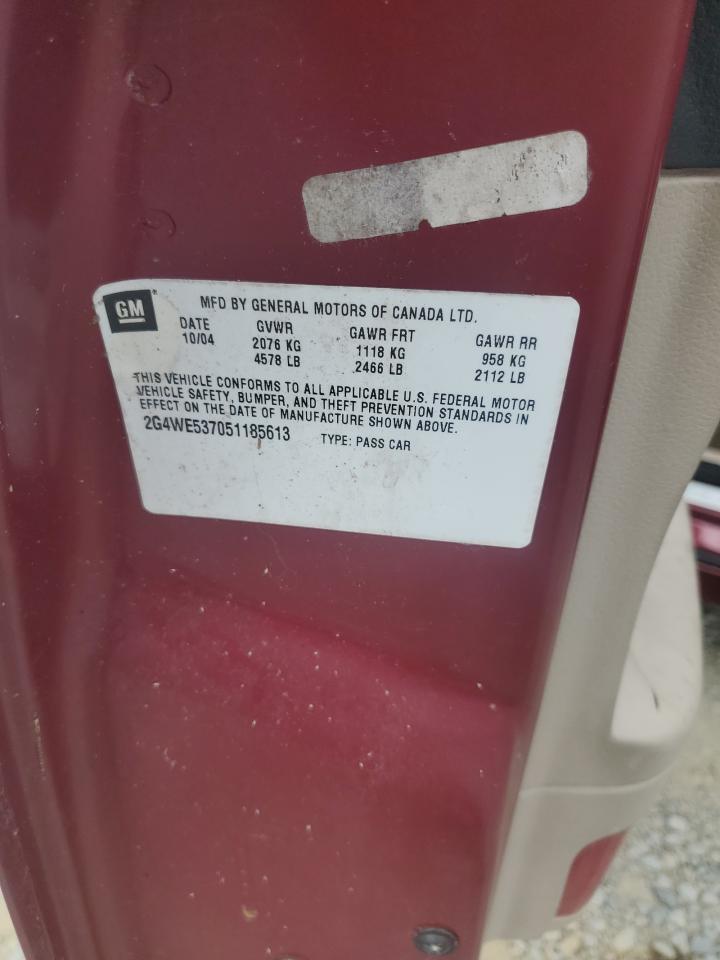 GM
MFD BY GENERAL MOTORS OF CANADA LTD.
DATE GVWR GAWR FRT GAWR RR
10/04 2076 KG 1118 KG 958 KG
4578 LB 2466 LB 2112 LB
THIS VEHICLE CONFORMS TO ALL APPLICABLE U.S. FEDERAL MOTOR
VEHICLE SAFETY, BUMPER, AND THEFT PREVENTION STANDARDS IN
EFFECT ON THE DATE OF MANUFACTURE SHOWN ABOVE.
2G4WE537051185613 TYPE: PASS CAR